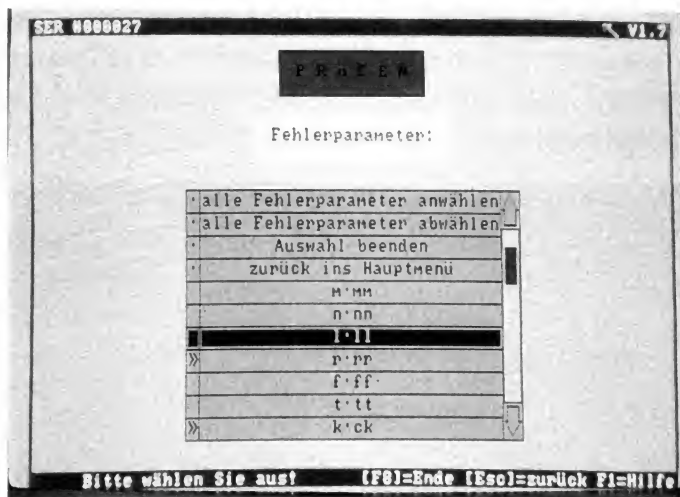 SER #000027 V1.7
PRüfEN
Fehlerparameter:
· alle Fehlerparameter anwählen
· alle Fehlerparameter abwählen
· Auswahl beenden
· zurück ins Hauptmenü
m·mm
n·nn
l·ll
» r·rr
f·ff
t·tt
» k·ck
Bitte wählen Sie aus! [F8]=Ende [Esc]=zurück F1=Hilfe